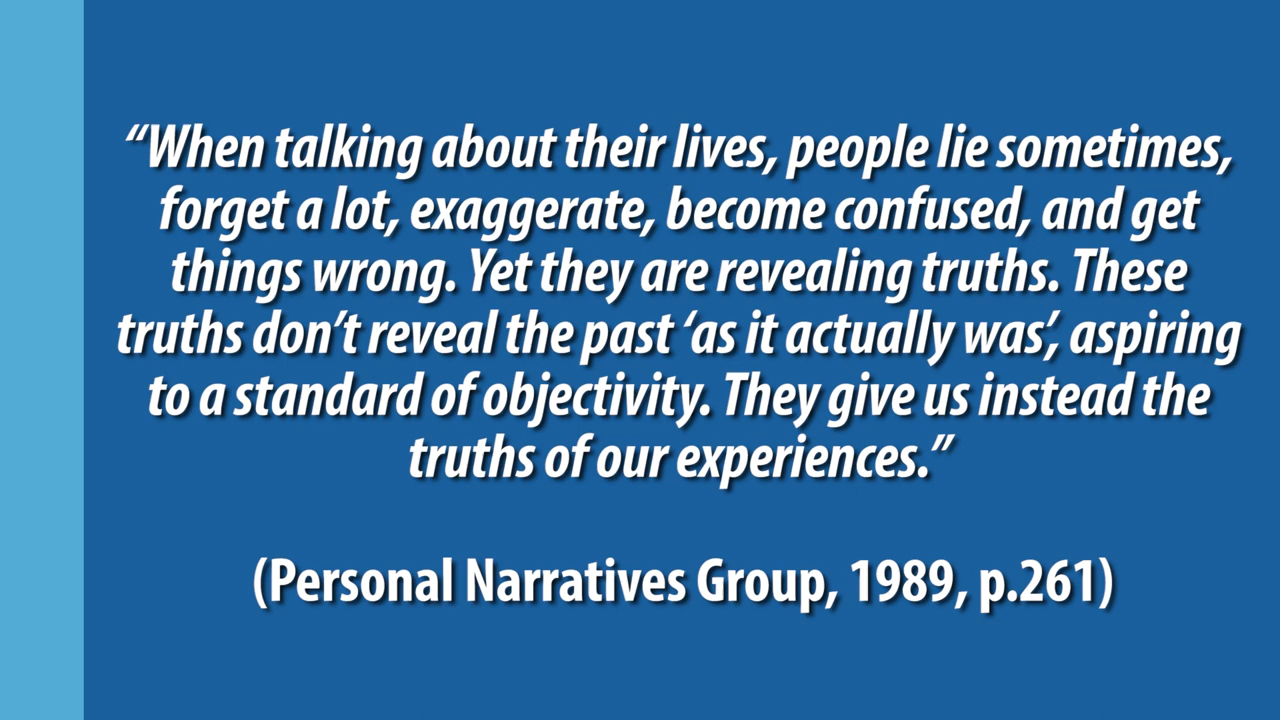 “When talking about their lives, people lie sometimes,
forget a lot, exaggerate, become confused, and get
things wrong. Yet they are revealing truths. These
truths don’t reveal the past ‘as it actually was’, aspiring
to a standard of objectivity. They give us instead the
truths of our experiences.”
(Personal Narratives Group, 1989, p.261)